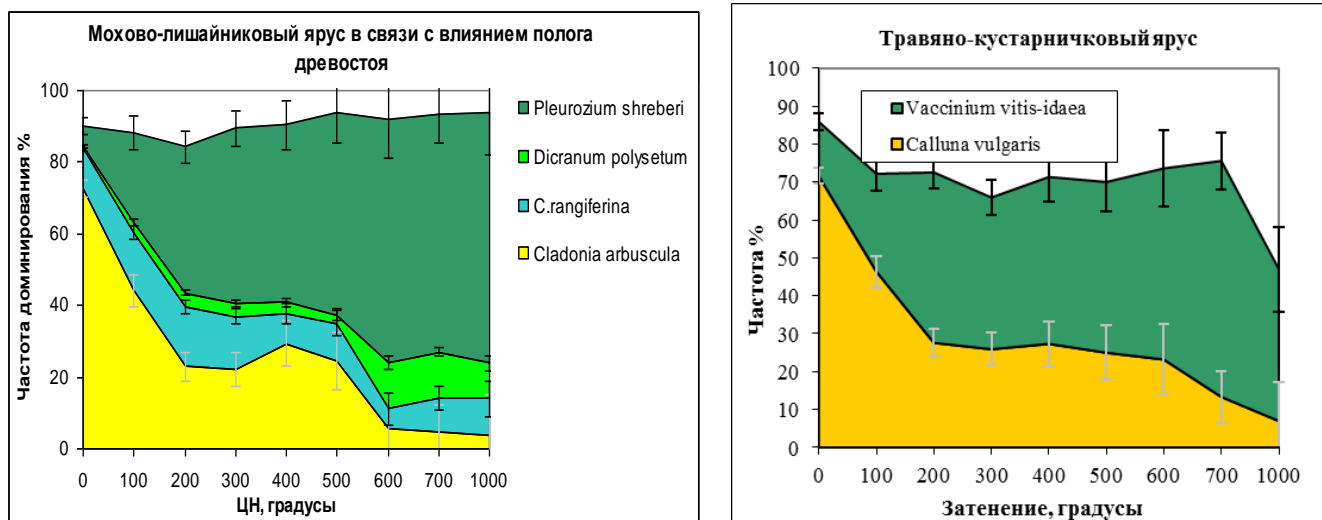 Мохово-лишайниковый ярус в связи с влиянием полога
древостоя
Частота доминирования %
100
80
60
40
20
0
0 100 200 300 400 500 600 700 1000
ЦН, градусы
Pleurozium shreberi
Dicranum polysetum
C.rangiferina
Cladonia arbuscula
Травяно-кустарничковый ярус
Частота %
100
90
80
70
60
50
40
30
20
10
0
Vaccinium vitis-idaea
Calluna vulgaris
0 100 200 300 400 500 600 700 1000
Затенение, градусы